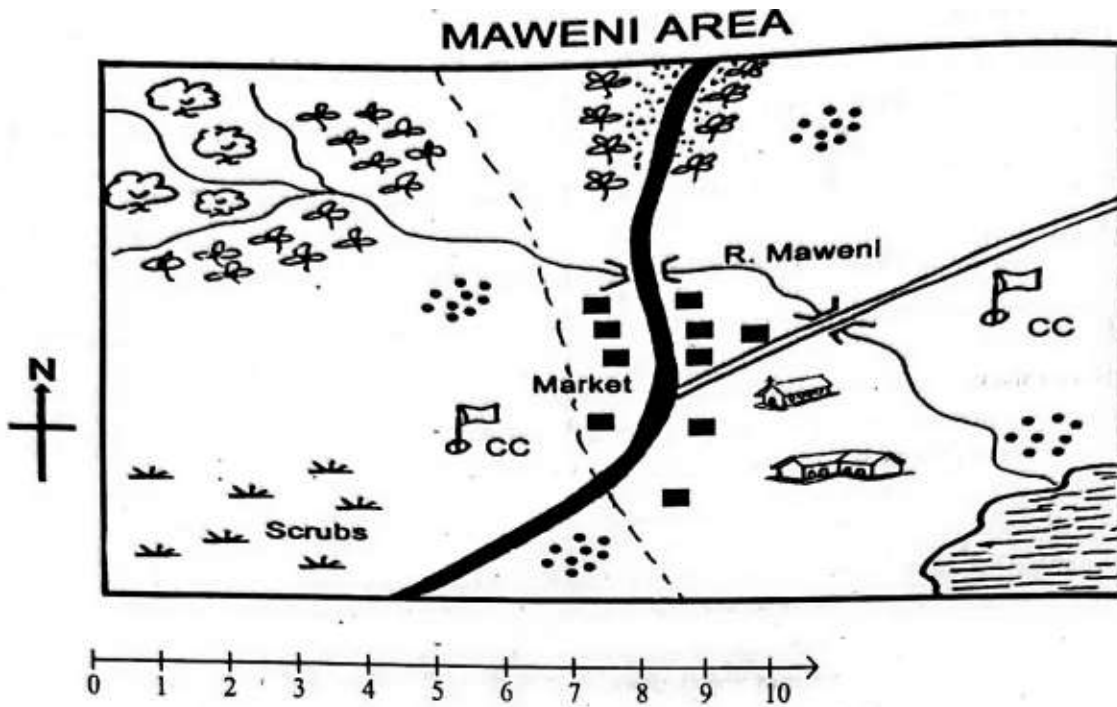 MAWENI AREA
R. Maweni
CC
N
Market
CC
Scrubs
0 1 2 3 4 5 6 7 8 9 10